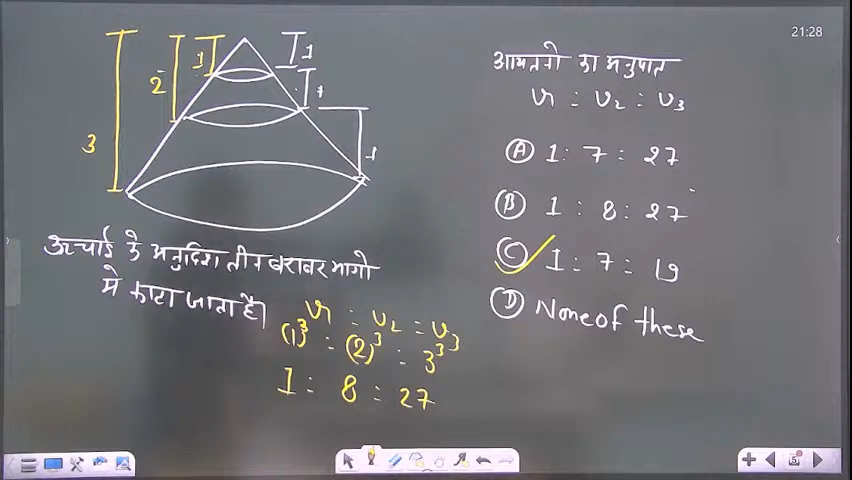 21:28
1
1
2
1
3
1
आयतनो का अनुपात
V1 : V2 : V3
(A) 1 : 7 : 27
(B) 1 : 8 : 27
(C) 1 : 7 : 19
(D) None of these
ऊचाई के अनुदिश तीन बराबर भागो
मे काटा जाता है।
V1 : V2 : V3
(1)³ : (2)³ : 3³
1 : 8 : 27
5